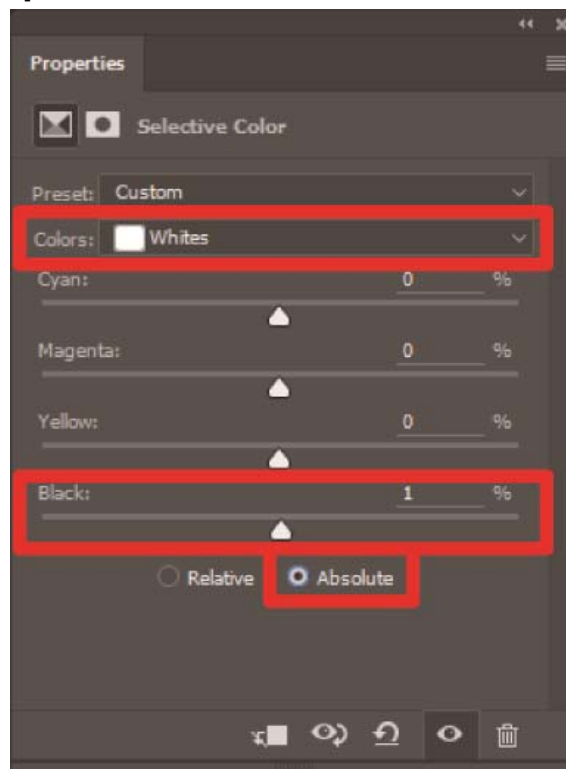 Properties
Selective Color
Preset: Custom
Colors: Whites
Cyan: 0 %
Magenta: 0 %
Yellow: 0 %
Black: 1 %
Relative Absolute